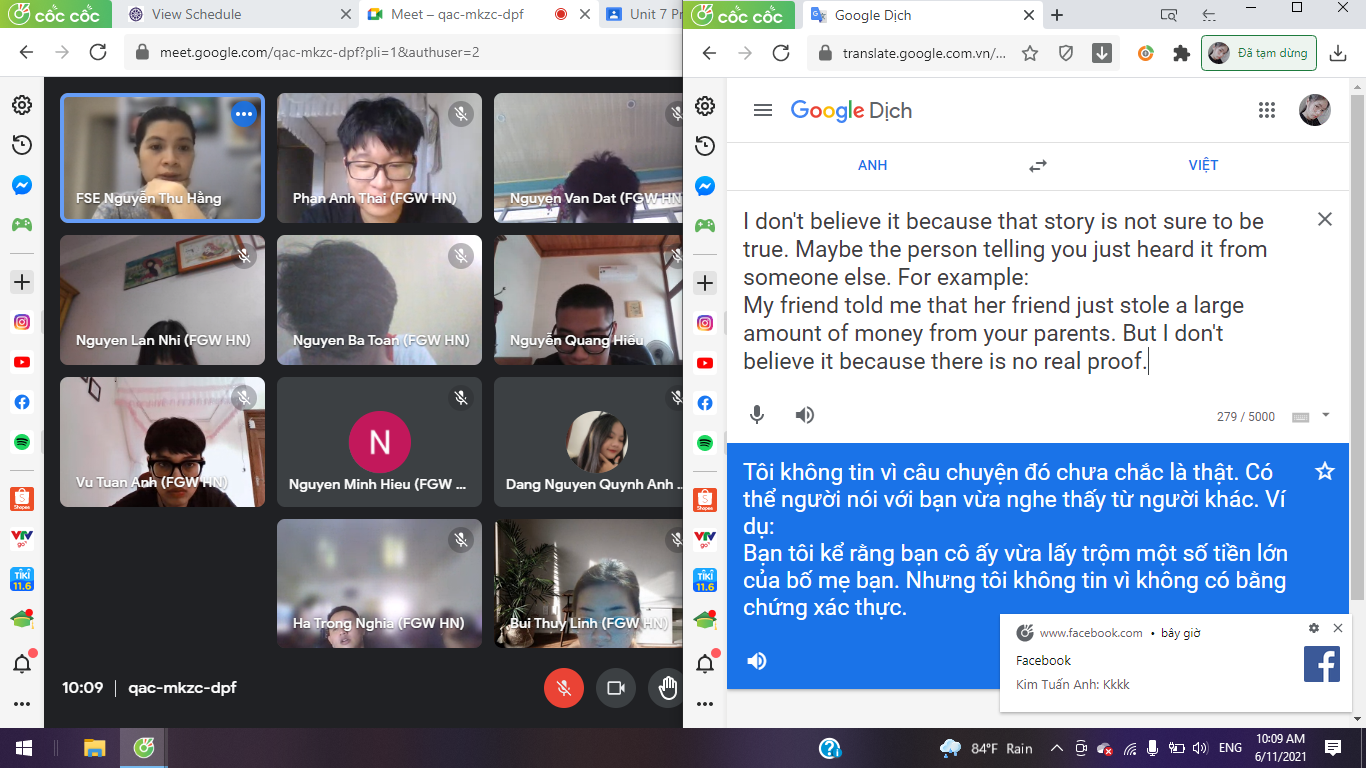 cốc cốc
View Schedule
Meet – qac-mkzc-dpf
Unit 7 Pr
meet.google.com/qac-mkzc-dpf?pli=1&authuser=2
FSE Nguyễn Thu Hằng
Phan Anh Thai (FGW HN)
Nguyen Van Dat (FGW HN
Nguyen Lan Nhi (FGW HN)
Nguyen Ba Toan (FGW HN)
Nguyễn Quang Hiếu
Vu Tuan Anh (FGW HN)
N
Nguyen Minh Hieu (FGW ...
Dang Nguyen Quynh Anh ...
Ha Trong Nghia (FGW HN)
Bui Thuy Linh (FGW HN)
10:09 | qac-mkzc-dpf
Shopee
VTV
go
TIKI
11.6
cốc cốc
Google Dịch
translate.google.com.vn/...
Đã tạm dừng
Google Dịch
ANH
VIỆT
I don't believe it because that story is not sure to be
true. Maybe the person telling you just heard it from
someone else. For example:
My friend told me that her friend just stole a large
amount of money from your parents. But I don't
believe it because there is no real proof.
279 / 5000
Tôi không tin vì câu chuyện đó chưa chắc là thật. Có
thể người nói với bạn vừa nghe thấy từ người khác. Ví
dụ:
Bạn tôi kể rằng bạn cô ấy vừa lấy trộm một số tiền lớn
của bố mẹ bạn. Nhưng tôi không tin vì không có bằng
chứng xác thực.
Shopee
VTV
go
TIKI
11.6
www.facebook.com • bây giờ
Facebook
Kim Tuấn Anh: Kkkk
84°F Rain
ENG
10:09 AM
6/11/2021